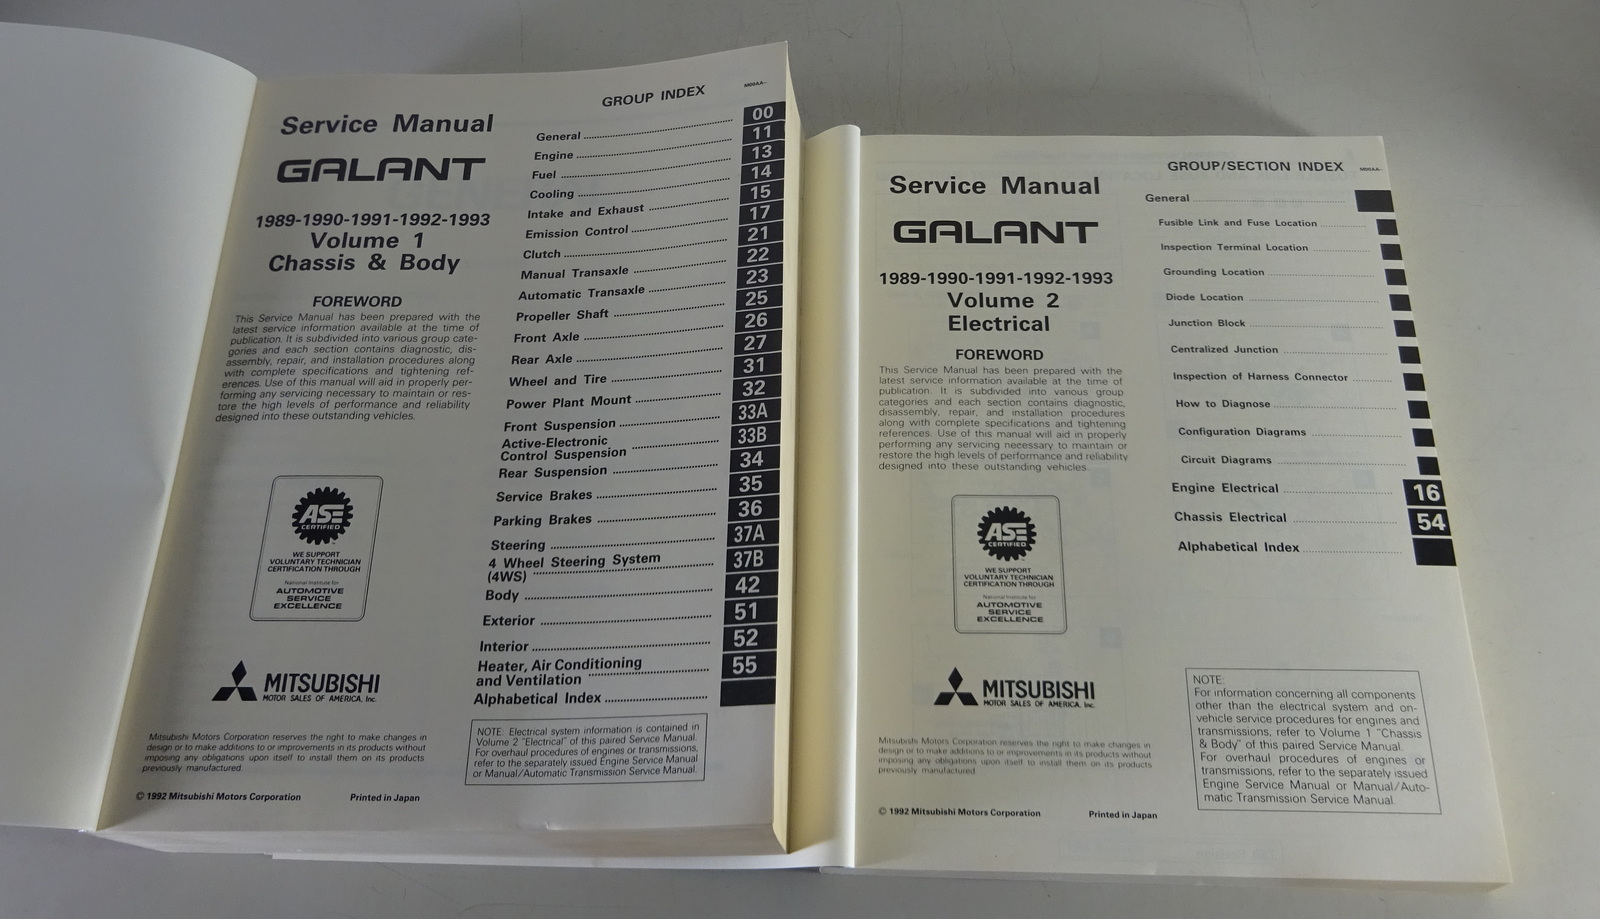 Service Manual
GALANT
1989-1990-1991-1992-1993
Volume 1
Chassis & Body
FOREWORD
This Service Manual has been prepared with the
latest service information available at the time of
publication. It is subdivided into various group cate-
gories and each section contains diagnostic, dis-
assembly, repair, and installation procedures along
with complete specifications and tightening ref-
erences. Use of this manual will aid in properly per-
forming any servicing necessary to maintain or res-
tore the high levels of performance and reliability
designed into these outstanding vehicles.
ASE
CERTIFIED
WE SUPPORT
VOLUNTARY TECHNICIAN
CERTIFICATION THROUGH
National Institute for
AUTOMOTIVE
SERVICE
EXCELLENCE
MITSUBISHI
MOTOR SALES OF AMERICA, Inc.
Mitsubishi Motors Corporation reserves the right to make changes in
design or to make additions to or improvements in its products without
imposing any obligations upon itself to install them on its products
previously manufactured.
© 1992 Mitsubishi Motors Corporation Printed in Japan
GROUP INDEX
General 00
Engine 11
Fuel 13
Cooling 14
Intake and Exhaust 15
Emission Control 17
Clutch 21
Manual Transaxle 22
Automatic Transaxle 23
Propeller Shaft 25
Front Axle 26
Rear Axle 27
Wheel and Tire 31
Power Plant Mount 32
Front Suspension 33A
Active-Electronic
Control Suspension 33B
Rear Suspension 34
Service Brakes 35
Parking Brakes 36
Steering 37A
4 Wheel Steering System
(4WS) 37B
Body 42
Exterior 51
Interior 52
Heater, Air Conditioning
and Ventilation 55
Alphabetical Index
NOTE: Electrical system information is contained in
Volume 2 "Electrical" of this paired Service Manual.
For overhaul procedures of engines or transmissions,
refer to the separately issued Engine Service Manual
or Manual/Automatic Transmission Service Manual.
Service Manual
GALANT
1989-1990-1991-1992-1993
Volume 2
Electrical
FOREWORD
This Service Manual has been prepared with the
latest service information available at the time of
publication. It is subdivided into various group
categories and each section contains diagnostic,
disassembly, repair, and installation procedures
along with complete specifications and tightening
references. Use of this manual will aid in properly
performing any servicing necessary to maintain or
restore the high levels of performance and reliability
designed into these outstanding vehicles.
ASE
CERTIFIED
WE SUPPORT
VOLUNTARY TECHNICIAN
CERTIFICATION THROUGH
National Institute for
AUTOMOTIVE
SERVICE
EXCELLENCE
MITSUBISHI
MOTOR SALES OF AMERICA, Inc.
Mitsubishi Motors Corporation reserves the right to make changes in
design or to make additions to or improvements in its products without
imposing any obligations upon itself to install them on its products
previously manufactured.
© 1992 Mitsubishi Motors Corporation Printed in Japan
GROUP/SECTION INDEX
General
Fusible Link and Fuse Location
Inspection Terminal Location
Grounding Location
Diode Location
Junction Block
Centralized Junction
Inspection of Harness Connector
How to Diagnose
Configuration Diagrams
Circuit Diagrams
Engine Electrical 16
Chassis Electrical 54
Alphabetical Index
NOTE:
For information concerning all components
other than the electrical system and on-
vehicle service procedures for engines and
transmissions, refer to Volume 1 "Chassis
& Body" of this paired Service Manual.
For overhaul procedures of engines or
transmissions, refer to the separately issued
Engine Service Manual or Manual/Auto-
matic Transmission Service Manual.